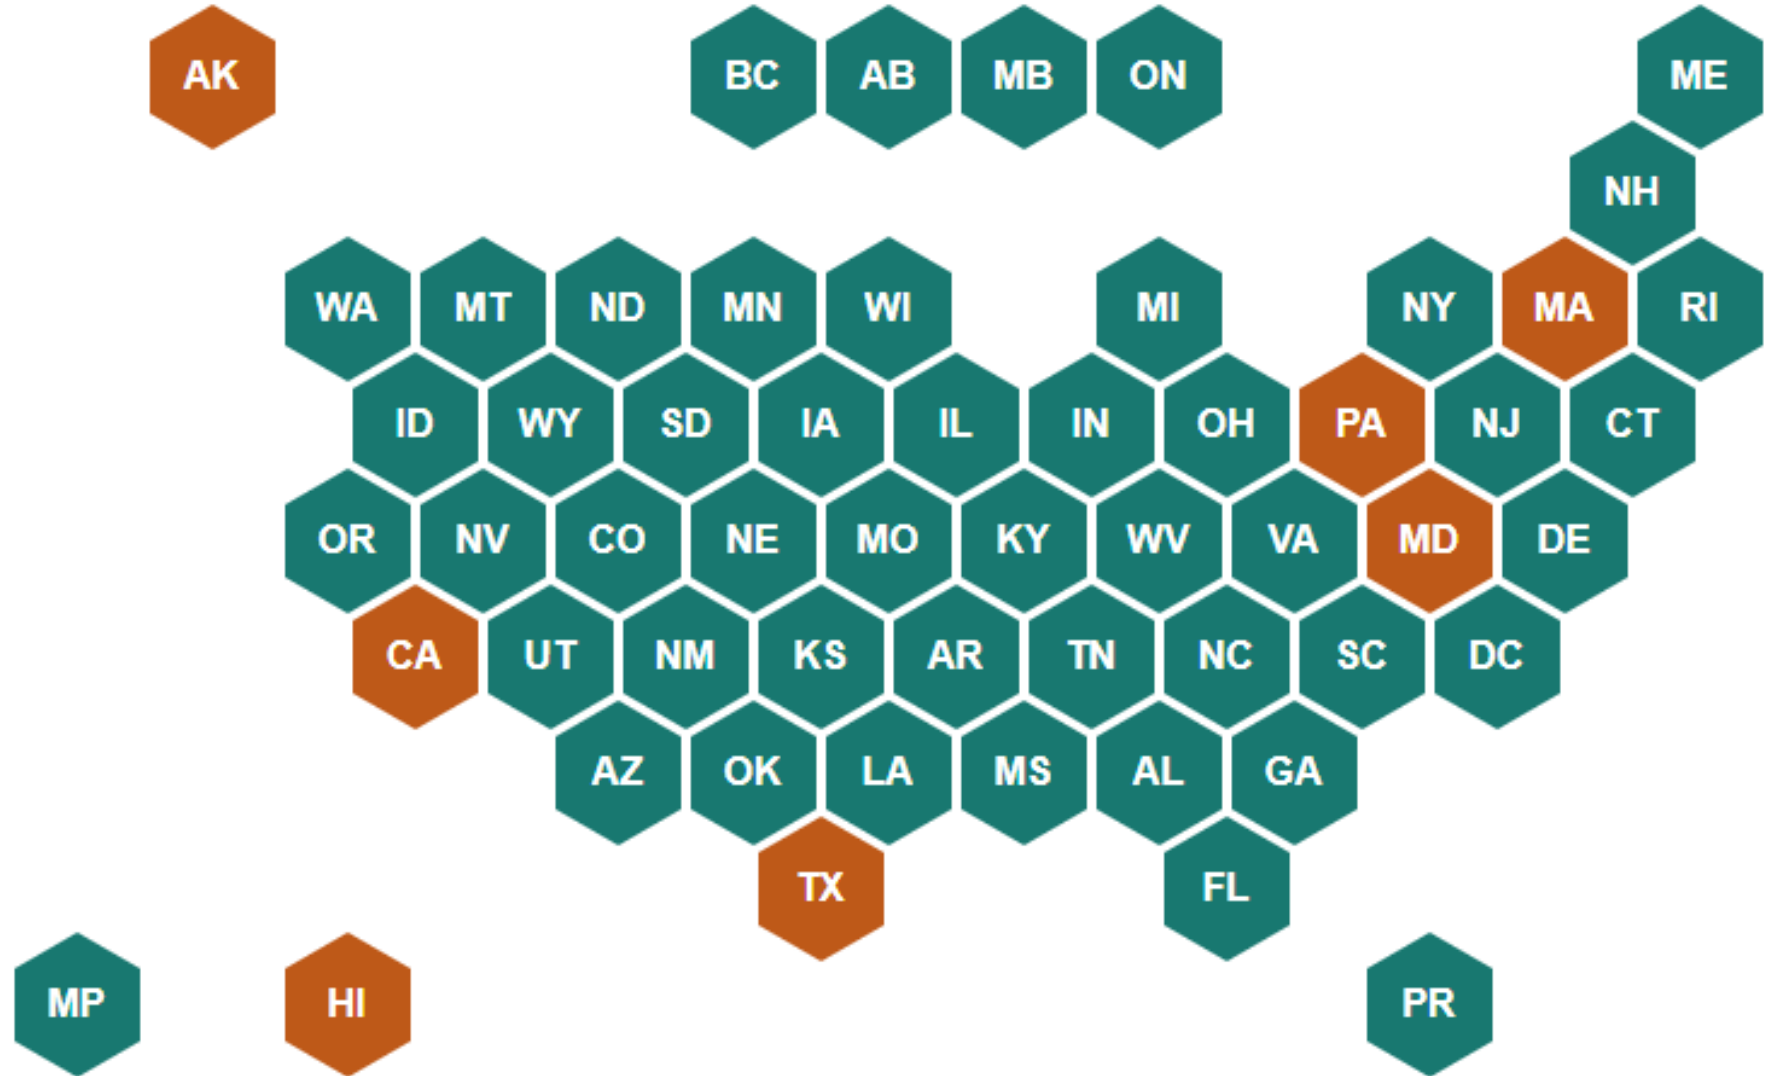 AK BC AB MB ON ME
NH
WA MT ND MN WI MI NY MA RI
ID WY SD IA IL IN OH PA NJ CT
OR NV CO NE MO KY WV VA MD DE
CA UT NM KS AR TN NC SC DC
AZ OK LA MS AL GA
TX FL
MP HI PR